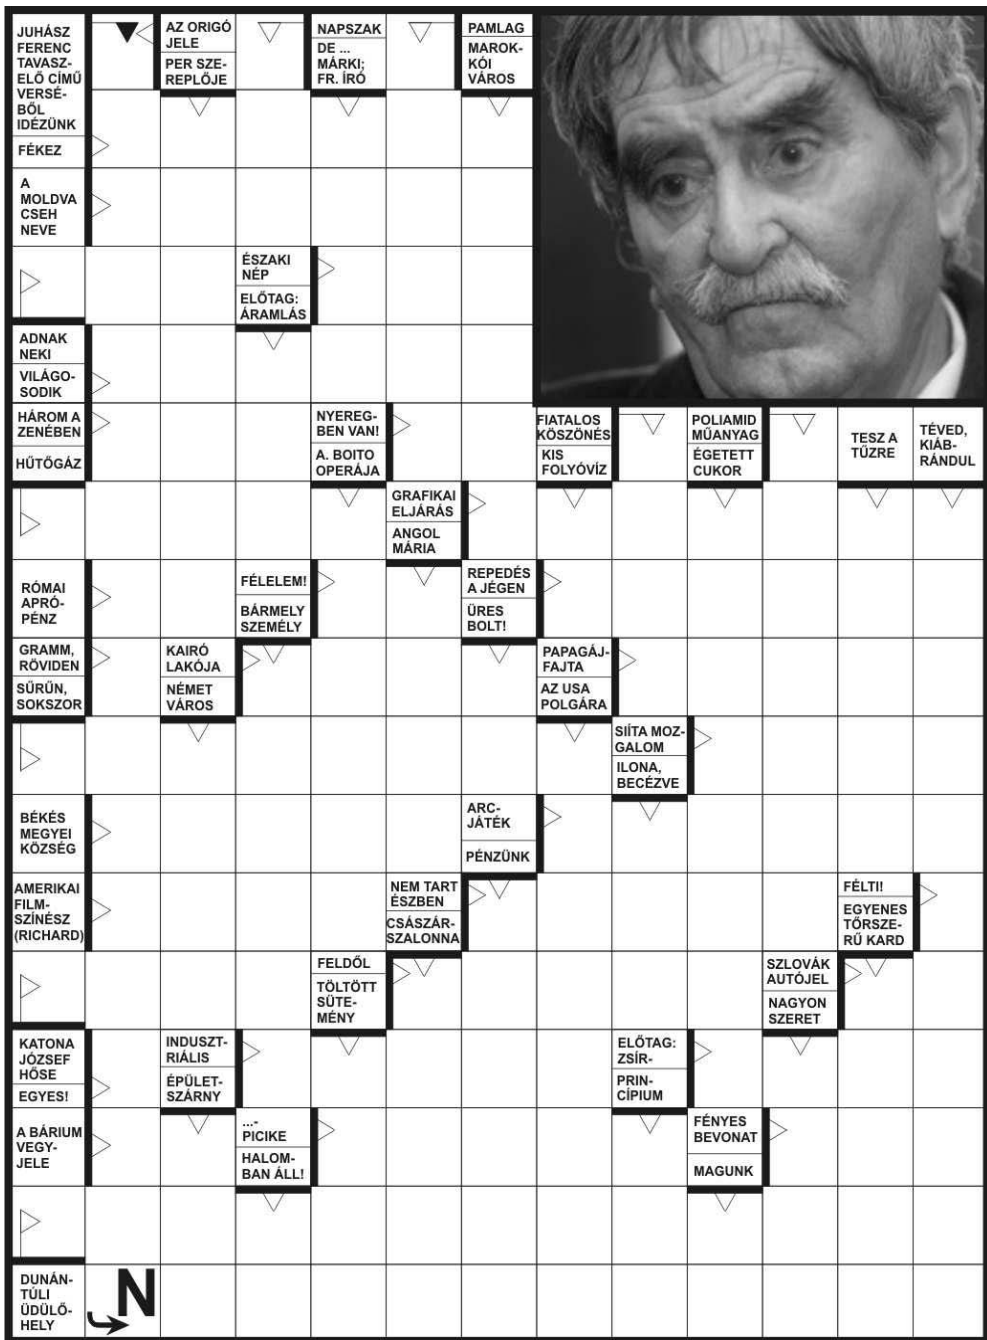 JUHÁSZ
FERENC
TAVASZ-
ELŐ CÍMŰ
VERSÉ-
BŐL
IDÉZÜNK
FÉKEZ
AZ ORIGÓ
JELE
PER SZE-
REPLŐJE
NAPSZAK
DE ...
MÁRKI;
FR. ÍRÓ
PAMLAG
MAROK-
KÓI
VÁROS
A
MOLDVA
CSEH
NEVE
ÉSZAKI
NÉP
ELŐTAG:
ÁRAMLÁS
ADNAK
NEKI
VILÁGO-
SODIK
HÁROM A
ZENÉBEN
HŰTŐGÁZ
NYEREG-
BEN VAN!
A. BOITO
OPERÁJA
FIATALOS
KÖSZÖNÉS
KIS
FOLYÓVÍZ
POLIAMID
MŰANYAG
ÉGETETT
CUKOR
TESZ A
TŰZRE
TÉVED,
KIÁB-
RÁNDUL
GRAFIKAI
ELJÁRÁS
ANGOL
MÁRIA
RÓMAI
APRÓ-
PÉNZ
FÉLELEM!
BÁRMELY
SZEMÉLY
REPEDÉS
A JÉGEN
ÜRES
BOLT!
GRAMM,
RÖVIDEN
SŰRŰN,
SOKSZOR
KAIRÓ
LAKÓJA
NÉMET
VÁROS
PAPAGÁJ-
FAJTA
AZ USA
POLGÁRA
SIÍTA MOZ-
GALOM
ILONA,
BECÉZVE
BÉKÉS
MEGYEI
KÖZSÉG
ARC-
JÁTÉK
PÉNZÜNK
AMERIKAI
FILM-
SZÍNÉSZ
(RICHARD)
NEM TART
ÉSZBEN
CSÁSZÁR-
SZALONNA
FÉLTI!
EGYENES
TŐRSZE-
RŰ KARD
FELDŐL
TÖLTÖTT
SÜTE-
MÉNY
SZLOVÁK
AUTÓJEL
NAGYON
SZERET
KATONA
JÓZSEF
HŐSE
EGYES!
INDUSZT-
RIÁLIS
ÉPÜLET-
SZÁRNY
ELŐTAG:
ZSÍR-
PRIN-
CÍPIUM
A BÁRIUM
VEGY-
JELE
...-
PICIKE
HALOM-
BAN ÁLL!
FÉNYES
BEVONAT
MAGUNK
DUNÁN-
TÚLI
ÜDÜLŐ-
HELY
N